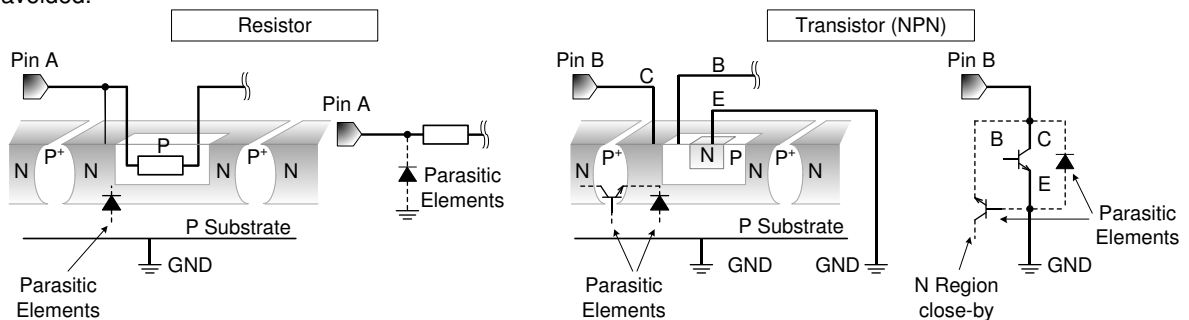 avoided.
Resistor
Transistor (NPN)
Pin A
Pin A
N
P+
N
P
N
P+
N
Parasitic
Elements
P Substrate
GND
Parasitic
Elements
Pin B
C
B
E
N
P+
N
N
P
N
P+
N
P Substrate
GND
GND
Parasitic
Elements
Pin B
B
C
E
Parasitic
Elements
GND
N Region
close-by